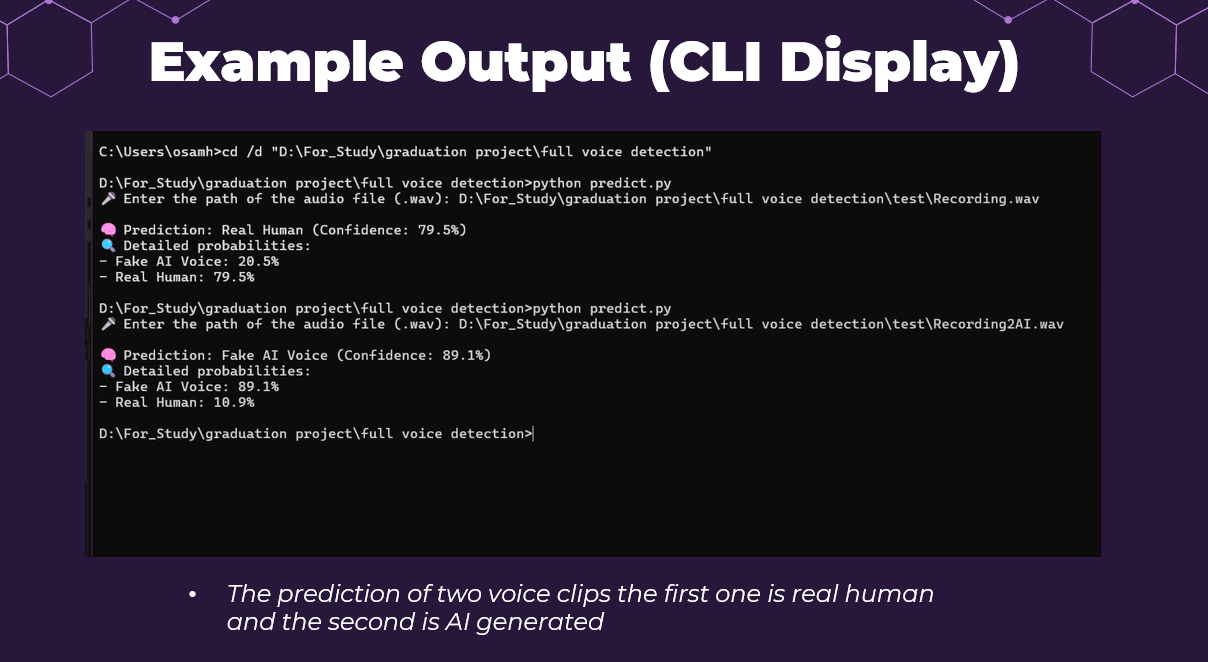 Example Output (CLI Display)
C:\Users\osamh>cd /d "D:\For_Study\graduation project\full voice detection"
D:\For_Study\graduation project\full voice detection>python predict.py
🎤 Enter the path of the audio file (.wav): D:\For_Study\graduation project\full voice detection\test\Recording.wav
🧠 Prediction: Real Human (Confidence: 79.5%)
🔍 Detailed probabilities:
- Fake AI Voice: 20.5%
- Real Human: 79.5%
D:\For_Study\graduation project\full voice detection>python predict.py
🎤 Enter the path of the audio file (.wav): D:\For_Study\graduation project\full voice detection\test\Recording2AI.wav
🧠 Prediction: Fake AI Voice (Confidence: 89.1%)
🔍 Detailed probabilities:
- Fake AI Voice: 89.1%
- Real Human: 10.9%
D:\For_Study\graduation project\full voice detection>
• The prediction of two voice clips the first one is real human
and the second is AI generated